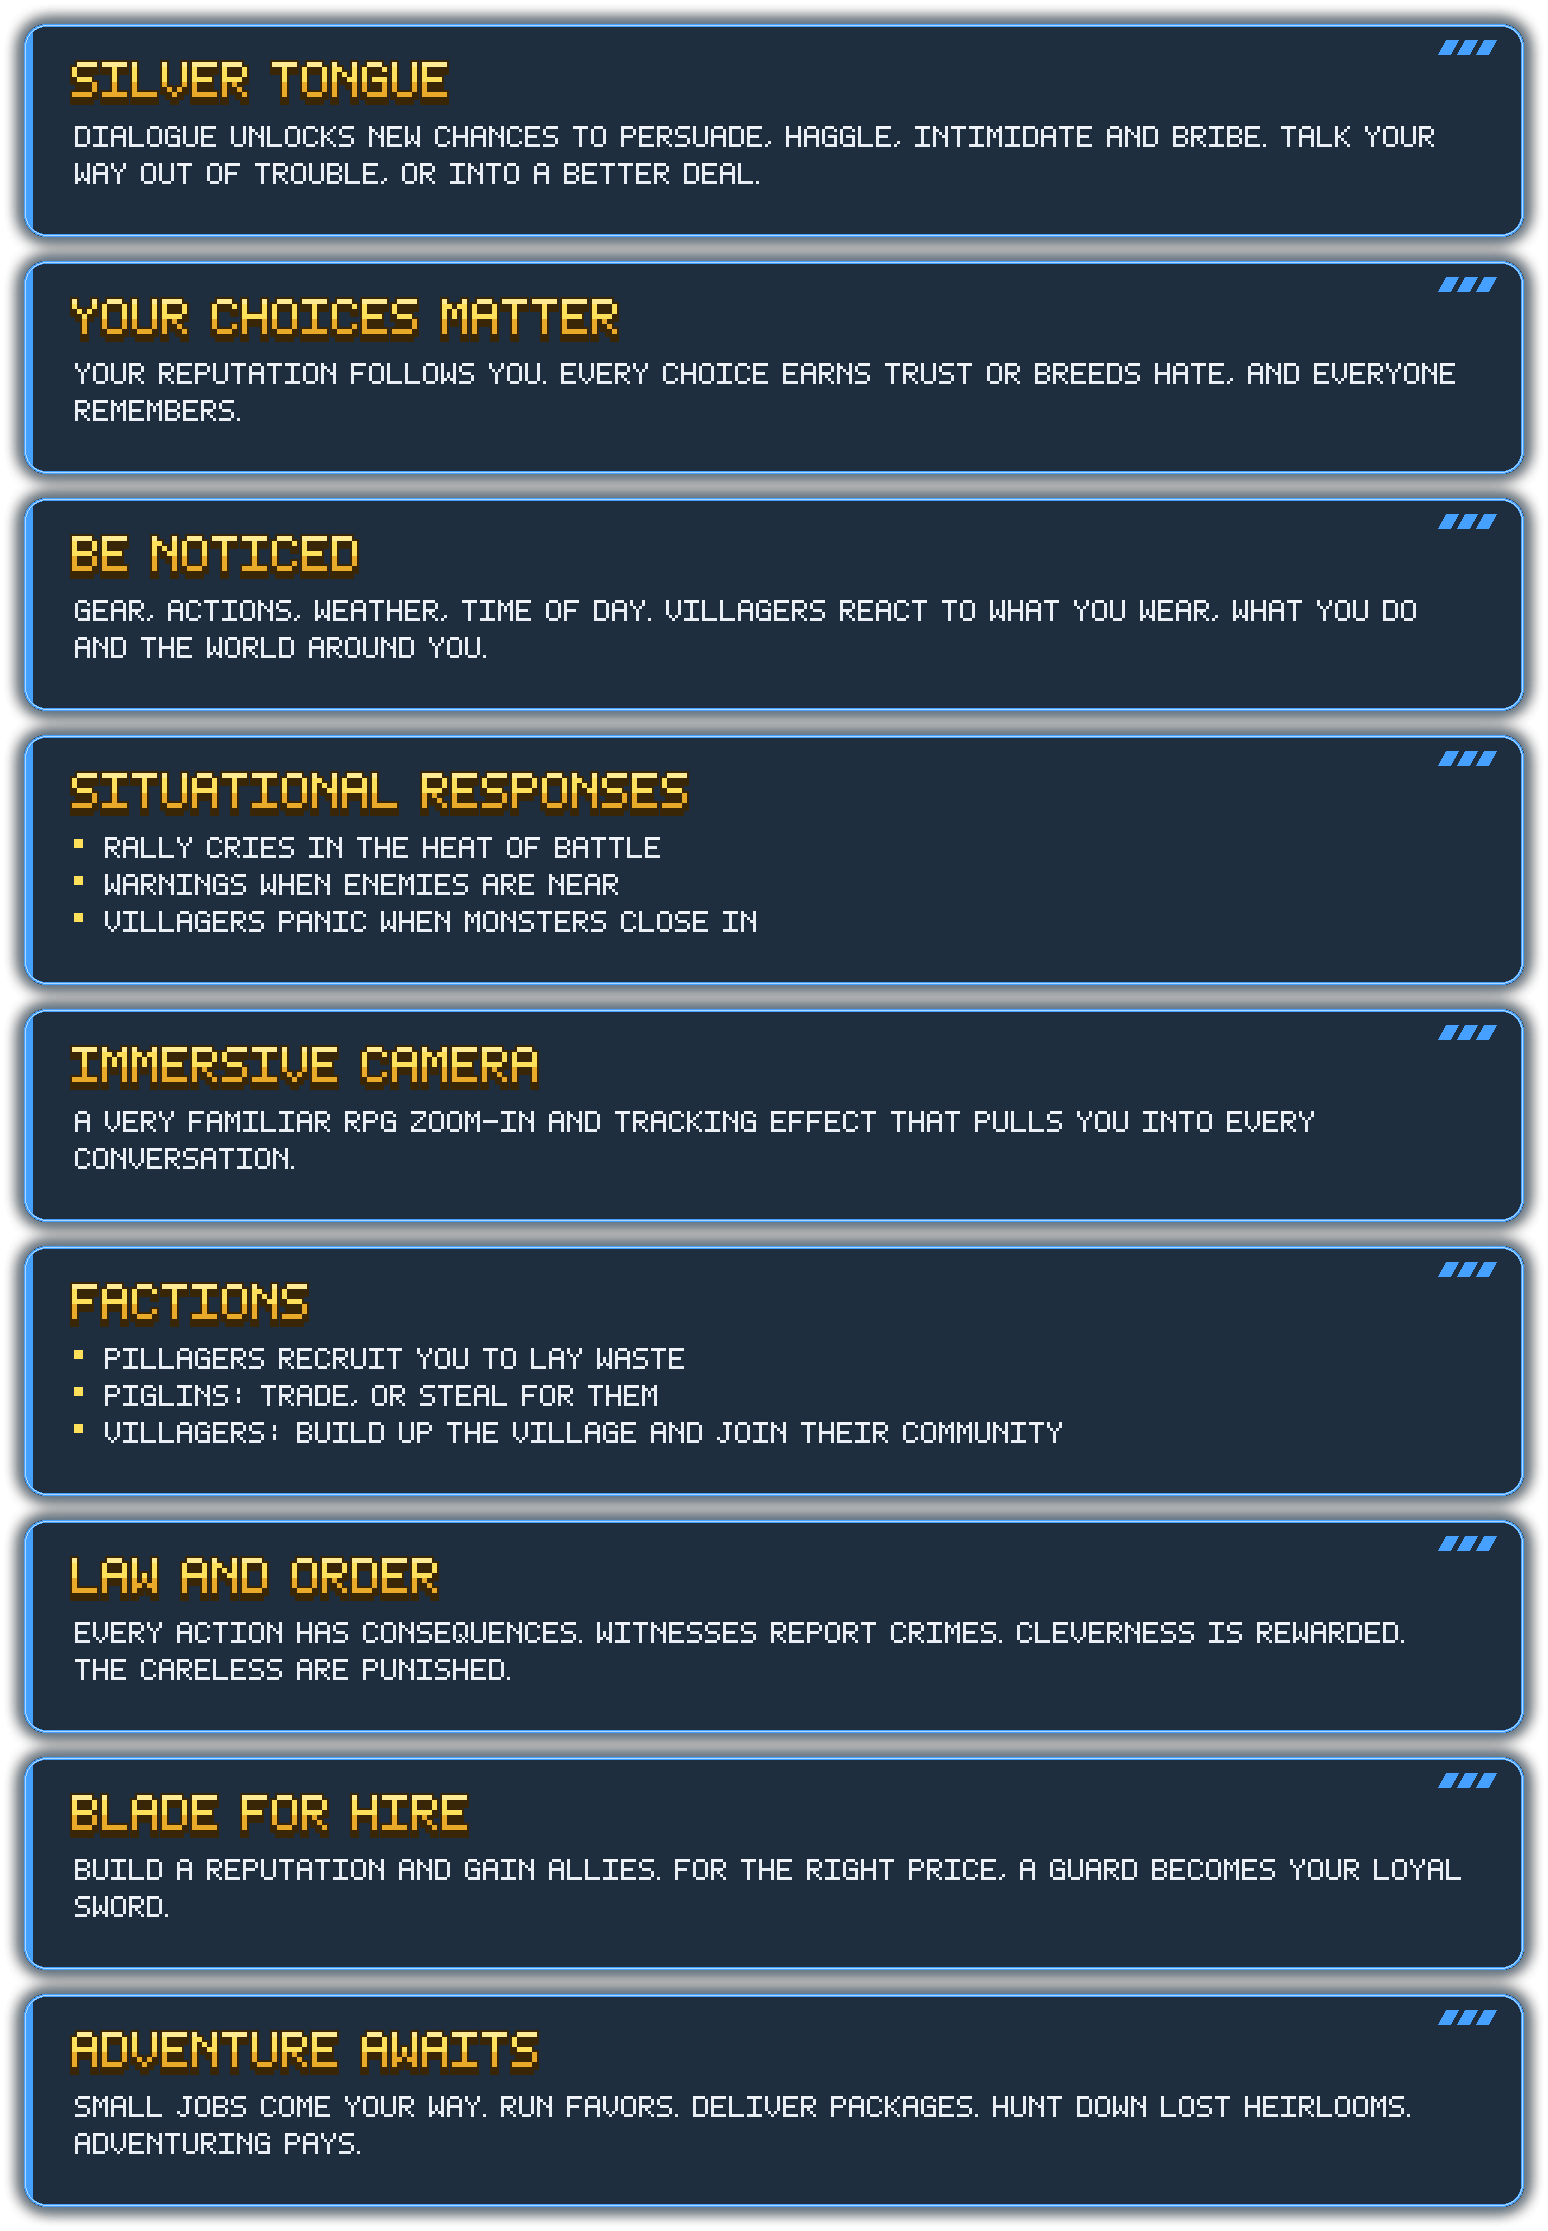 SILVER TONGUE
DIALOGUE UNLOCKS NEW CHANCES TO PERSUADE, HAGGLE, INTIMIDATE AND BRIBE. TALK YOUR
WAY OUT OF TROUBLE, OR INTO A BETTER DEAL.
YOUR CHOICES MATTER
YOUR REPUTATION FOLLOWS YOU. EVERY CHOICE EARNS TRUST OR BREEDS HATE, AND EVERYONE
REMEMBERS.
BE NOTICED
GEAR, ACTIONS, WEATHER, TIME OF DAY. VILLAGERS REACT TO WHAT YOU WEAR, WHAT YOU DO
AND THE WORLD AROUND YOU.
SITUATIONAL RESPONSES
▪ RALLY CRIES IN THE HEAT OF BATTLE
▪ WARNINGS WHEN ENEMIES ARE NEAR
▪ VILLAGERS PANIC WHEN MONSTERS CLOSE IN
IMMERSIVE CAMERA
A VERY FAMILIAR RPG ZOOM-IN AND TRACKING EFFECT THAT PULLS YOU INTO EVERY
CONVERSATION.
FACTIONS
▪ PILLAGERS RECRUIT YOU TO LAY WASTE
▪ PIGLINS: TRADE, OR STEAL FOR THEM
▪ VILLAGERS: BUILD UP THE VILLAGE AND JOIN THEIR COMMUNITY
LAW AND ORDER
EVERY ACTION HAS CONSEQUENCES. WITNESSES REPORT CRIMES. CLEVERNESS IS REWARDED.
THE CARELESS ARE PUNISHED.
BLADE FOR HIRE
BUILD A REPUTATION AND GAIN ALLIES. FOR THE RIGHT PRICE, A GUARD BECOMES YOUR LOYAL
SWORD.
ADVENTURE AWAITS
SMALL JOBS COME YOUR WAY. RUN FAVORS. DELIVER PACKAGES. HUNT DOWN LOST HEIRLOOMS.
ADVENTURING PAYS.